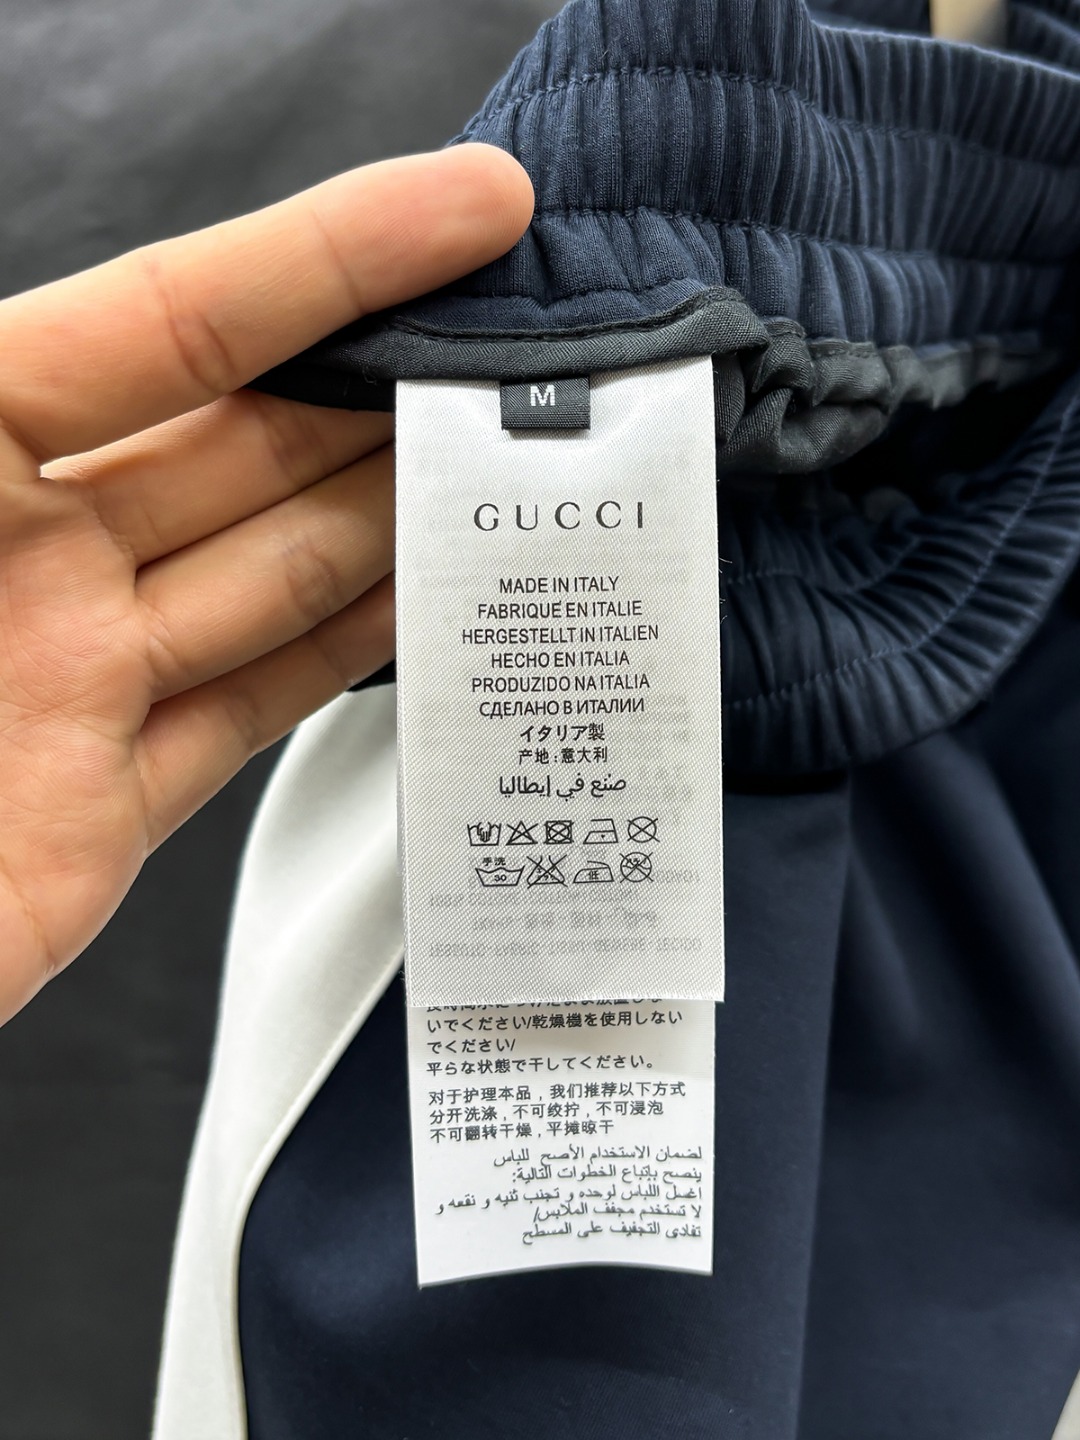 M
GUCCI
MADE IN ITALY
FABRIQUÉ EN ITALIE
HERGESTELLT IN ITALIEN
HECHO EN ITALIA
PRODUZIDO NA ITALIA
СДЕЛАНО В ИТАЛИИ
イタリア製
产地:意大利
صنع في إيطاليا
手洗
30 低
いでください/乾燥機を使用しない
でください/
平らな状態で干してください。
对于护理本品，我们推荐以下方式
分开洗涤，不可绞拧，不可浸泡
不可翻转干燥，平摊晾干
لضمان الاستخدام الأصح للباس
ينصح بإتباع الخطوات التالية:
اغسل اللباس لوحده و تجنب ثنيه و نقعه و
لا تستخدم مجفف الملابس/
تفادى التجفيف على المسطح